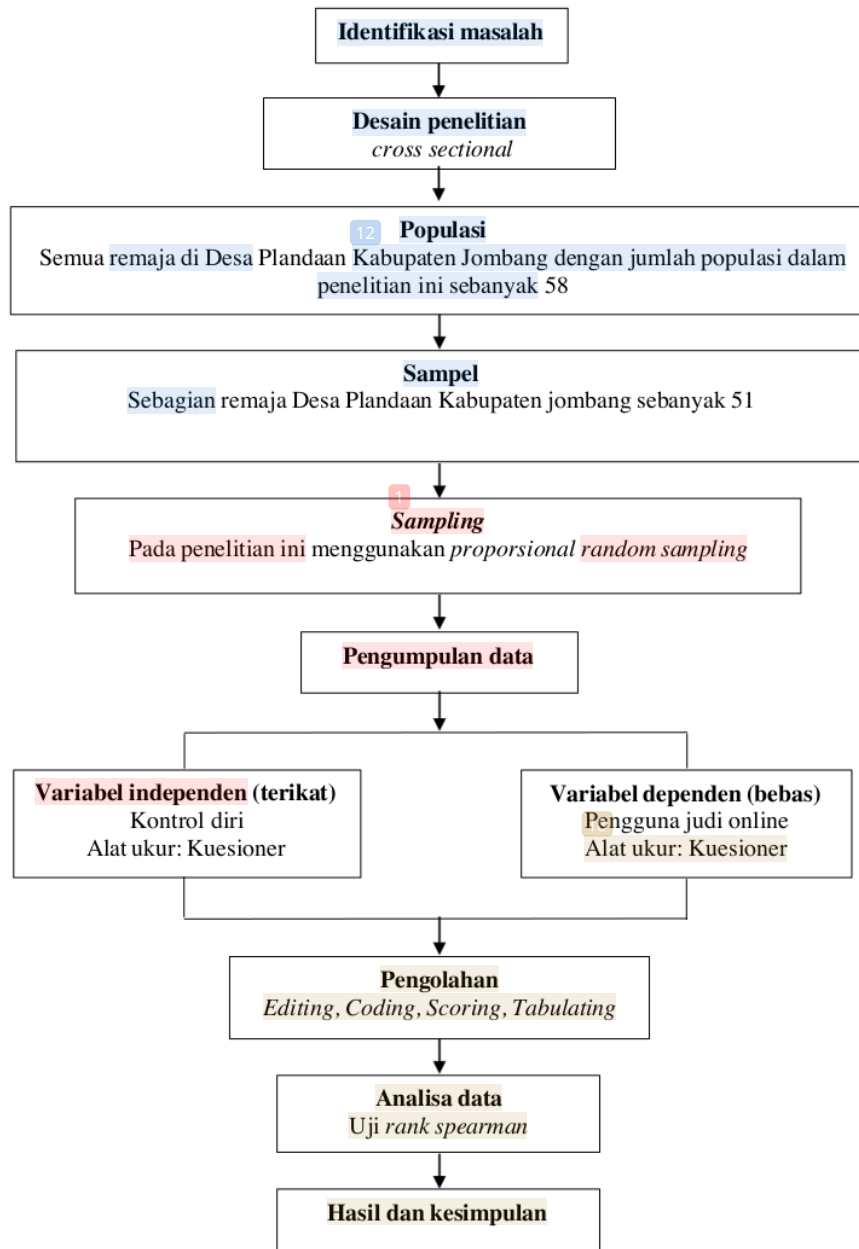 Identifikasi masalah
Desain penelitian
cross sectional
12
Populasi
Semua remaja di Desa Plandaan Kabupaten Jombang dengan jumlah populasi dalam
penelitian ini sebanyak 58
Sampel
Sebagian remaja Desa Plandaan Kabupaten jombang sebanyak 51
1
Sampling
Pada penelitian ini menggunakan proporsional random sampling
Pengumpulan data
Variabel independen (terikat)
Kontrol diri
Alat ukur: Kuesioner
Variabel dependen (bebas)
Pengguna judi online
Alat ukur: Kuesioner
Pengolahan
Editing, Coding, Scoring, Tabulating
Analisa data
Uji rank spearman
Hasil dan kesimpulan